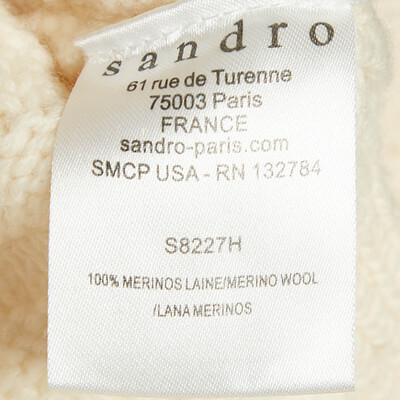 sandro
61 rue de Turenne
75003 Paris
FRANCE
sandro-paris.com
SMCP USA - RN 132784
S8227H
100% MERINOS LAINE/MERINO WOOL
/LANA MERINOS